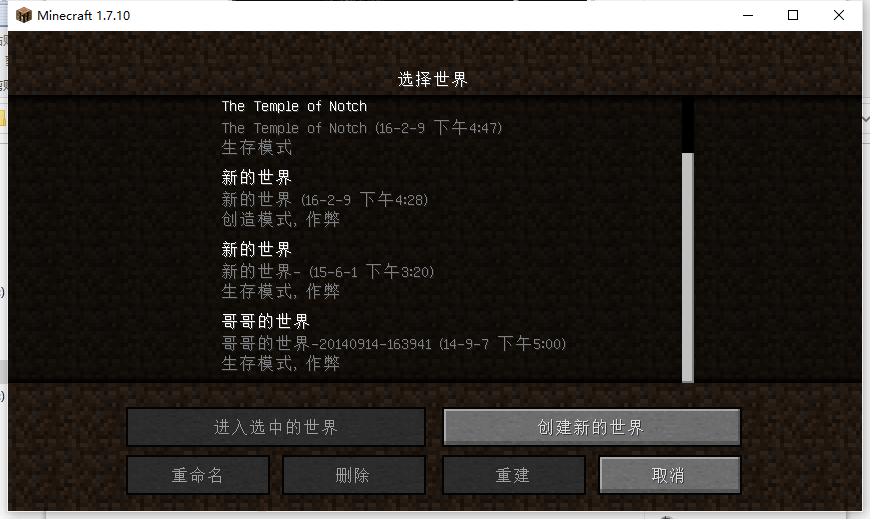 Minecraft 1.7.10
选择世界
The Temple of Notch
The Temple of Notch (16-2-9 下午4:47)
生存模式
新的世界
新的世界 (16-2-9 下午4:28)
创造模式, 作弊
新的世界
新的世界- (15-6-1 下午3:20)
生存模式, 作弊
哥哥的世界
哥哥的世界-20140914-163941 (14-9-7 下午5:00)
生存模式, 作弊
进入选中的世界 创建新的世界
重命名 删除 重建 取消